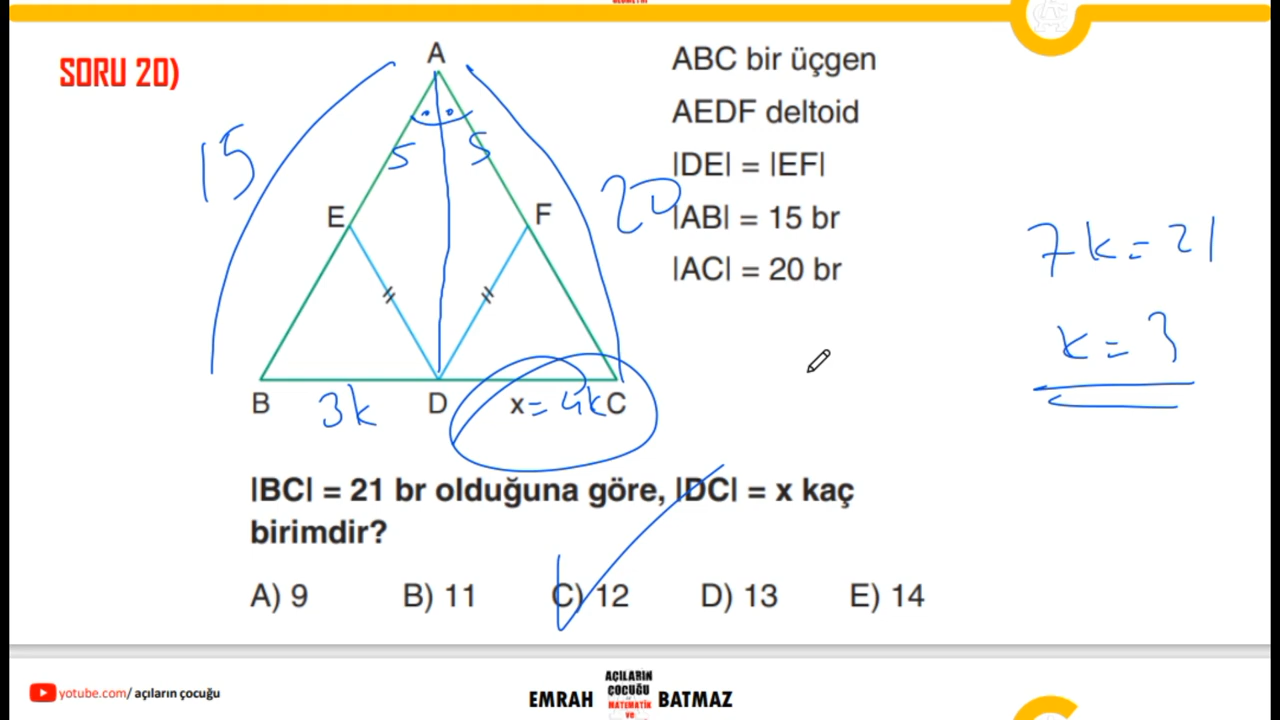 GEOMETRİ
SORU 20)
A
ABC bir üçgen
AEDF deltoid
|DE| = |EF|
|AB| = 15 br
|AC| = 20 br
15
5
5
20
E
F
7k = 21
k = 3
B
3k
D
x = 4k
C
|BC| = 21 br olduğuna göre, |DC| = x kaç
birimdir?
A) 9 B) 11 C) 12 D) 13 E) 14
yotube.com/ açıların çocuğu
EMRAH
AÇILARIN
ÇOCUĞU
MATEMATİK
ve
BATMAZ